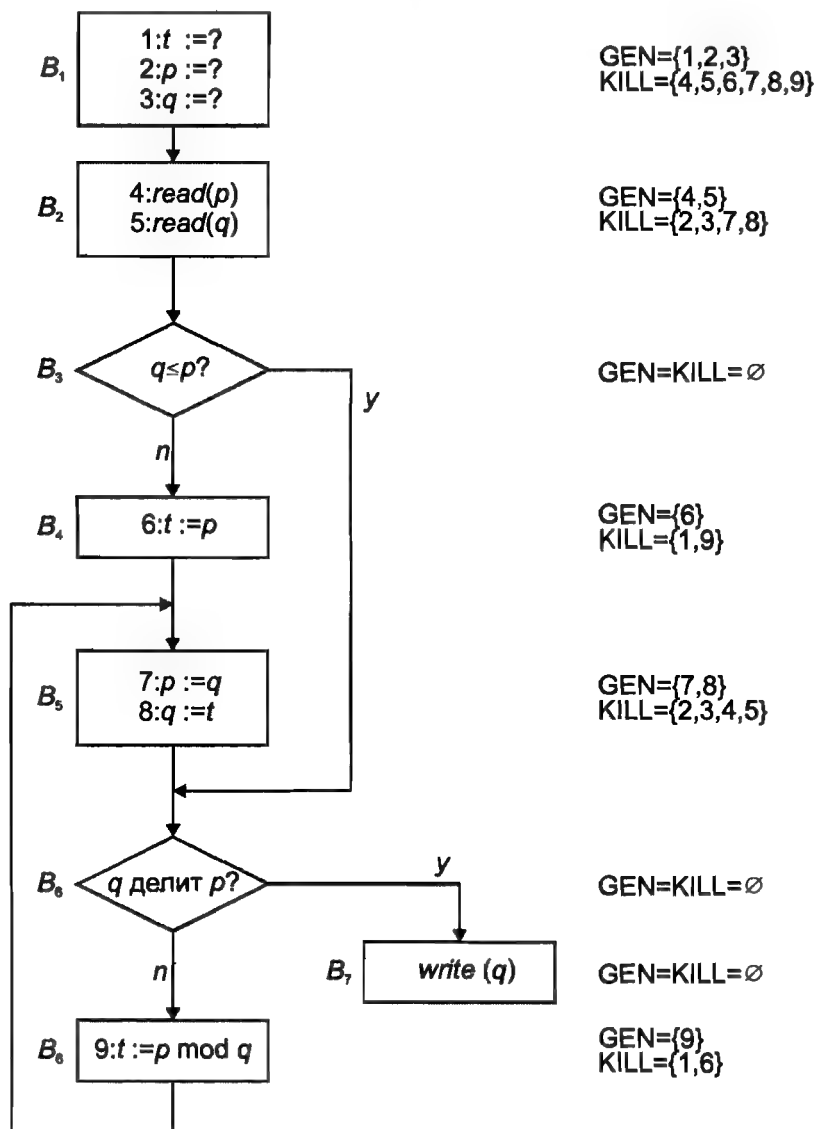 1:t :=?
B₁ 2:p :=?
3:q :=?
GEN={1,2,3}
KILL={4,5,6,7,8,9}
4:read(p)
B₂ 5:read(q)
GEN={4,5}
KILL={2,3,7,8}
B₃ q≤p? GEN=KILL=∅
y
n
B₄ 6:t :=p
GEN={6}
KILL={1,9}
7:p :=q
B₅ 8:q :=t
GEN={7,8}
KILL={2,3,4,5}
y
B₆ q делит p? GEN=KILL=∅
n
B₇ write (q) GEN=KILL=∅
B₆ 9:t :=p mod q
GEN={9}
KILL={1,6}